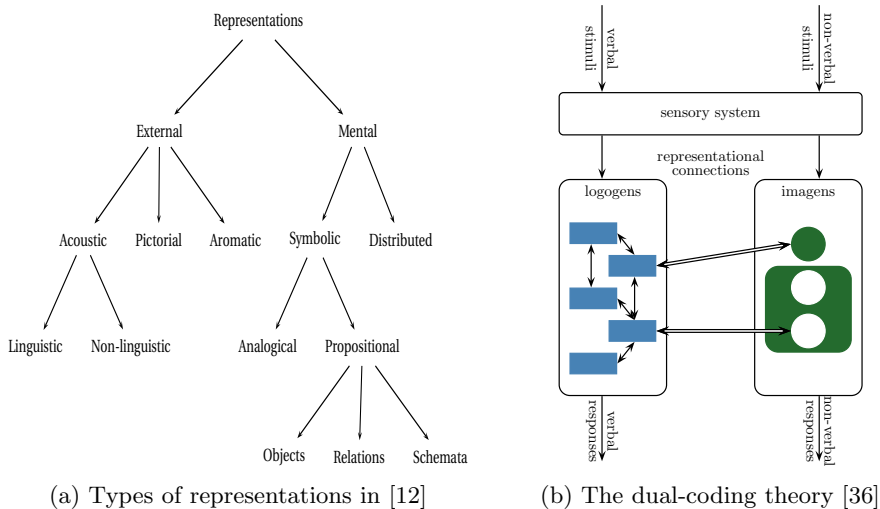 Representations
External
Mental
Acoustic
Pictorial
Aromatic
Symbolic
Distributed
Linguistic
Non-linguistic
Analogical
Propositional
Objects
Relations
Schemata
(a) Types of representations in [12]
verbal
stimuli
non-verbal
stimuli
sensory system
representational
connections
logogens
imagens
verbal
responses
non-verbal
responses
(b) The dual-coding theory [36]